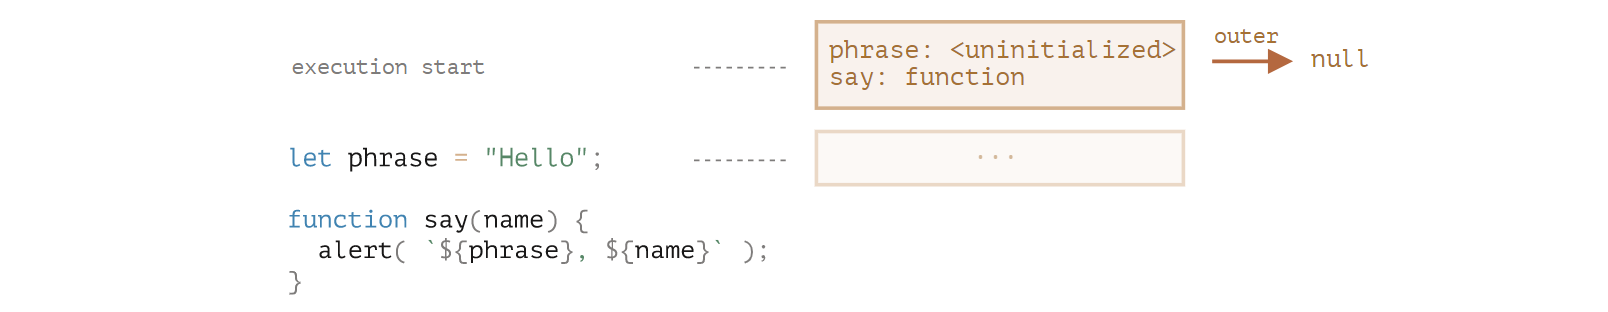 execution start --------- phrase: <uninitialized> outer null
say: function
let phrase = "Hello"; --------- ...
function say(name) {
  alert( `${phrase}, ${name}` );
}